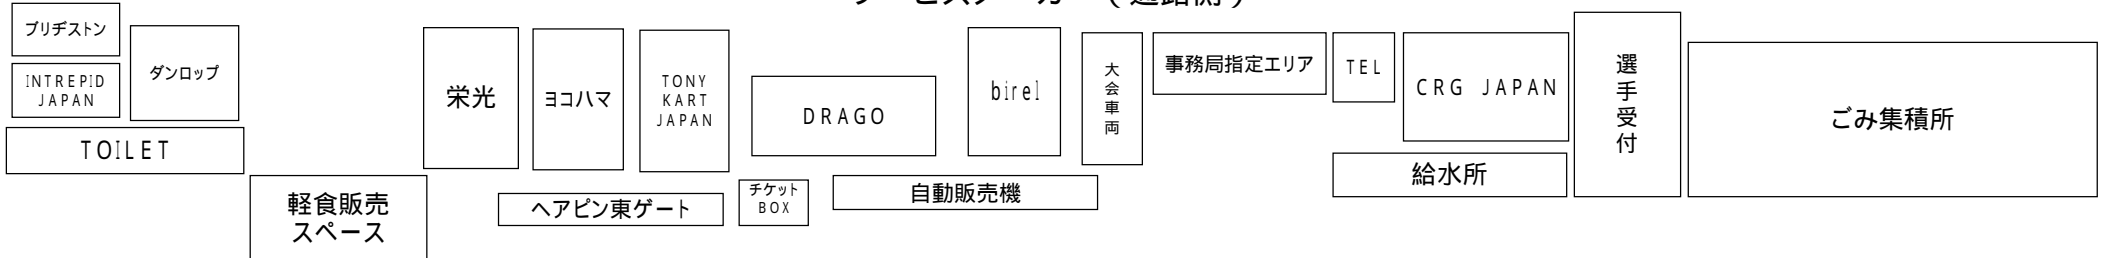 ブリヂストン
INTREPID
JAPAN
ダンロップ
TOILET
軽食販売
スペース
栄光
ヨコハマ
TONY
KART
JAPAN
ヘアピン東ゲート
チケット
BOX
DRAGO
自動販売機
birel
大会車両
事務局指定エリア
TEL
CRG JAPAN
給水所
選手受付
ごみ集積所